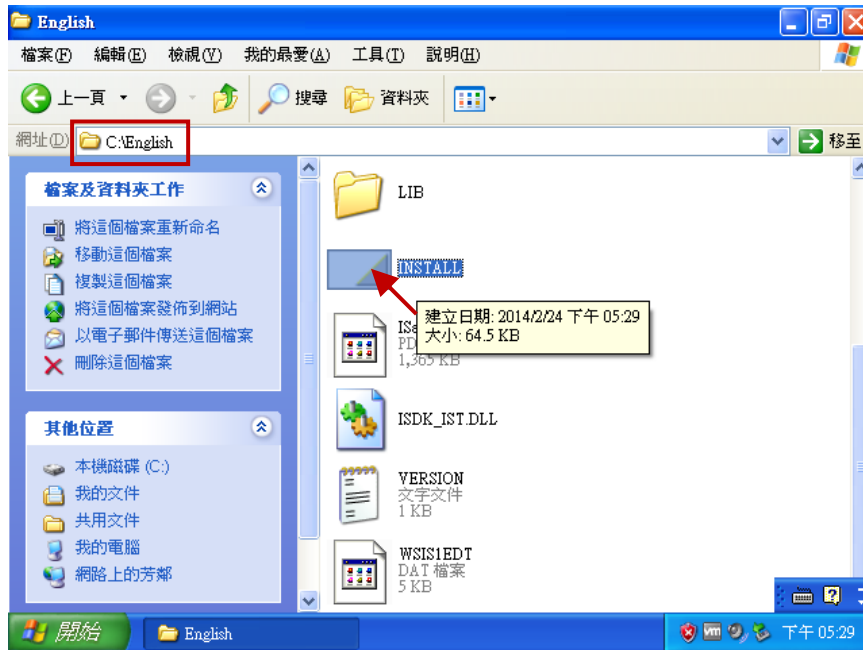 English
檔案(F) 編輯(E) 檢視(V) 我的最愛(A) 工具(T) 說明(H)
上一頁 搜尋 資料夾
網址(D) C:\English 移至
檔案及資料夾工作
將這個檔案重新命名
移動這個檔案
複製這個檔案
將這個檔案發佈到網站
以電子郵件傳送這個檔案
刪除這個檔案
其他位置
本機磁碟 (C:)
我的文件
共用文件
我的電腦
網路上的芳鄰
LIB
INSTALL
建立日期: 2014/2/24 下午 05:29
大小: 64.5 KB
1,365 KB
ISDK_IST.DLL
VERSION
文字文件
1 KB
WSIS1EDT
DAT 檔案
5 KB
開始 English vm 下午 05:29